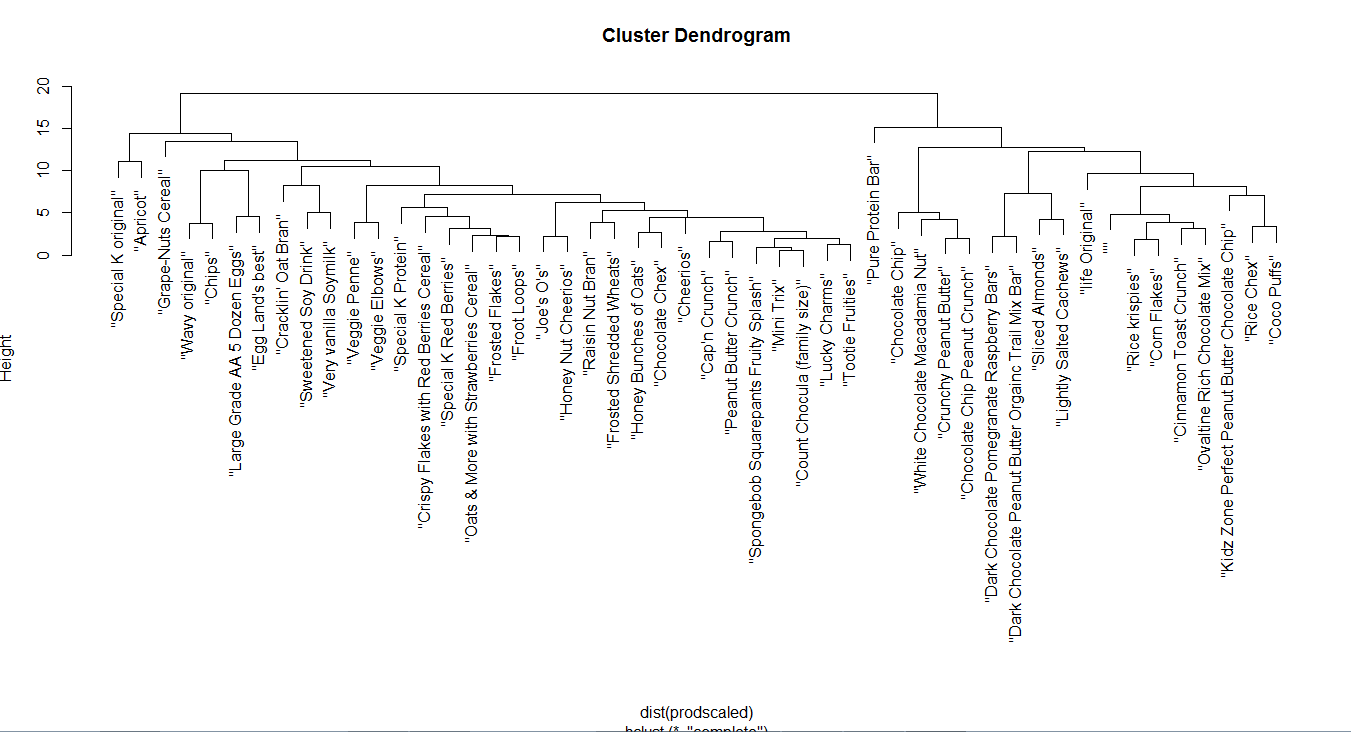 Cluster Dendrogram
Height
20
15
10
5
0
"Special K original"
"Apricot"
"Grape-Nuts Cereal"
"Wavy original"
"Chips"
"Large Grade AA 5 Dozen Eggs"
"Egg Land's best"
"Cracklin' Oat Bran"
"Sweetened Soy Drink"
"Very vanilla Soymilk"
"Veggie Penne"
"Veggie Elbows"
"Special K Protein"
"Crispy Flakes with Red Berries Cereal"
"Special K Red Berries"
"Oats & More with Strawberries Cereal"
"Frosted Flakes"
"Froot Loops"
"Joe's O's"
"Honey Nut Cheerios"
"Raisin Nut Bran"
"Frosted Shredded Wheats"
"Honey Bunches of Oats"
"Chocolate Chex"
"Cheerios"
"Cap'n Crunch"
"Peanut Butter Crunch"
"Spongebob Squarepants Fruity Splash"
"Mini Trix"
"Count Chocula (family size)"
"Lucky Charms"
"Tootie Fruities"
"Pure Protein Bar"
"Chocolate Chip"
"White Chocolate Macadamia Nut"
"Crunchy Peanut Butter"
"Chocolate Chip Peanut Crunch"
"Dark Chocolate Pomegranate Raspberry Bars"
"Dark Chocolate Peanut Butter Organic Trail Mix Bar"
"Sliced Almonds"
"Lightly Salted Cachews"
"life Original"
""
"Rice krispies"
"Corn Flakes"
"Cinnamon Toast Crunch"
"Ovaltine Rich Chocolate Mix"
"Kidz Zone Perfect Peanut Butter Chocolate Chip"
"Rice Chex"
"Coco Puffs"
dist(prodscaled)
hclust (*, "complete")